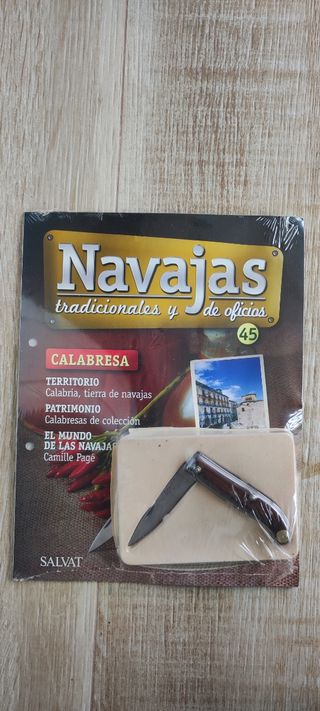 Navajas
tradicionales y de oficios
45
CALABRESA
TERRITORIO
Calabria, tierra de navajas
PATRIMONIO
Calabresas de colección
EL MUNDO
DE LAS NAVAJAS
Camille Pagé
SALVAT